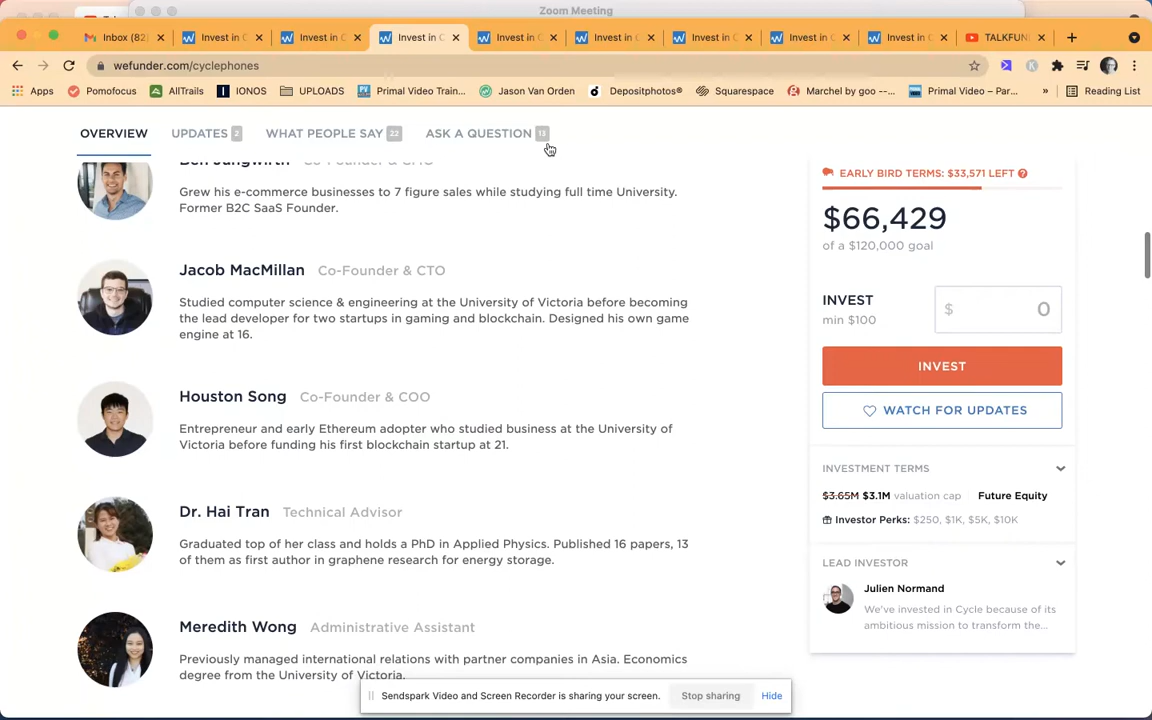 Zoom Meeting
Inbox (82)
Invest in C
Invest in C
Invest in C
Invest in C
Invest in C
Invest in C
Invest in C
Invest in C
TALKFUN
wefunder.com/cyclephones
Apps
Pomofocus
AllTrails
IONOS
UPLOADS
Primal Video Train...
Jason Van Orden
Depositphotos®
Squarespace
Marchel by goo --...
Primal Video – Par...
»
Reading List
OVERVIEW
UPDATES 2
WHAT PEOPLE SAY 22
ASK A QUESTION 13
Ben Jungwirth Co-Founder & CMO
Grew his e-commerce businesses to 7 figure sales while studying full time University.
Former B2C SaaS Founder.
Jacob MacMillan Co-Founder & CTO
Studied computer science & engineering at the University of Victoria before becoming
the lead developer for two startups in gaming and blockchain. Designed his own game
engine at 16.
Houston Song Co-Founder & COO
Entrepreneur and early Ethereum adopter who studied business at the University of
Victoria before funding his first blockchain startup at 21.
Dr. Hai Tran Technical Advisor
Graduated top of her class and holds a PhD in Applied Physics. Published 16 papers, 13
of them as first author in graphene research for energy storage.
Meredith Wong Administrative Assistant
Previously managed international relations with partner companies in Asia. Economics
degree from the University of Victoria.
EARLY BIRD TERMS: $33,571 LEFT ?
$66,429
of a $120,000 goal
INVEST
min $100
$ 0
INVEST
WATCH FOR UPDATES
INVESTMENT TERMS
$3.65M $3.1M valuation cap Future Equity
Investor Perks: $250, $1K, $5K, $10K
LEAD INVESTOR
Julien Normand
We've invested in Cycle because of its
ambitious mission to transform the...
Sendspark Video and Screen Recorder is sharing your screen.
Stop sharing
Hide